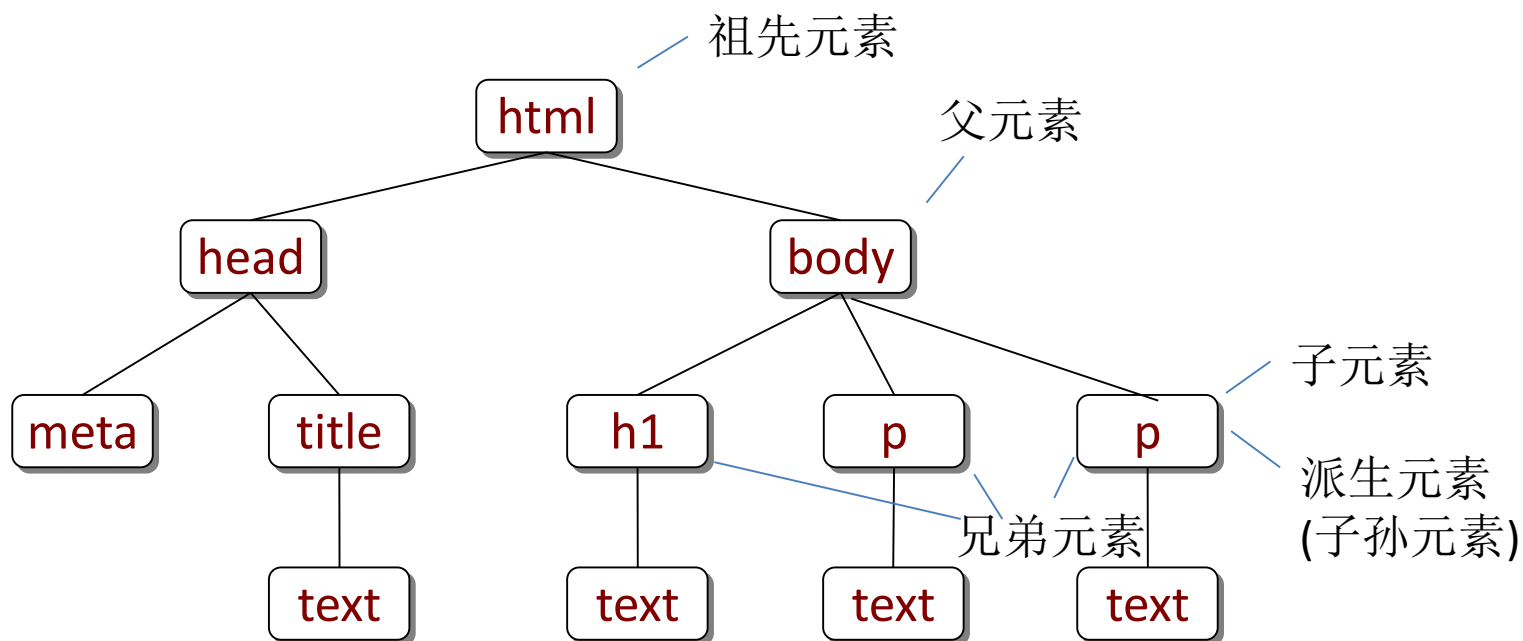 祖先元素
html
父元素
head
body
子元素
meta
title
h1
p
p
派生元素
(子孙元素)
兄弟元素
text
text
text
text